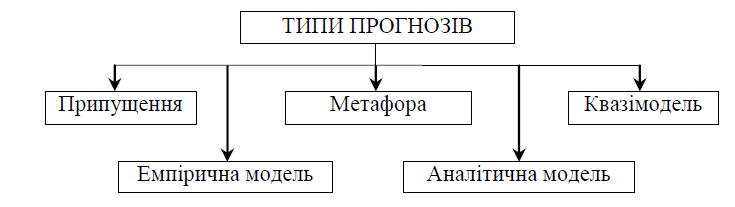 ТИПИ ПРОГНОЗІВ
Припущення
Метафора
Квазімодель
Емпірична модель
Аналітична модель